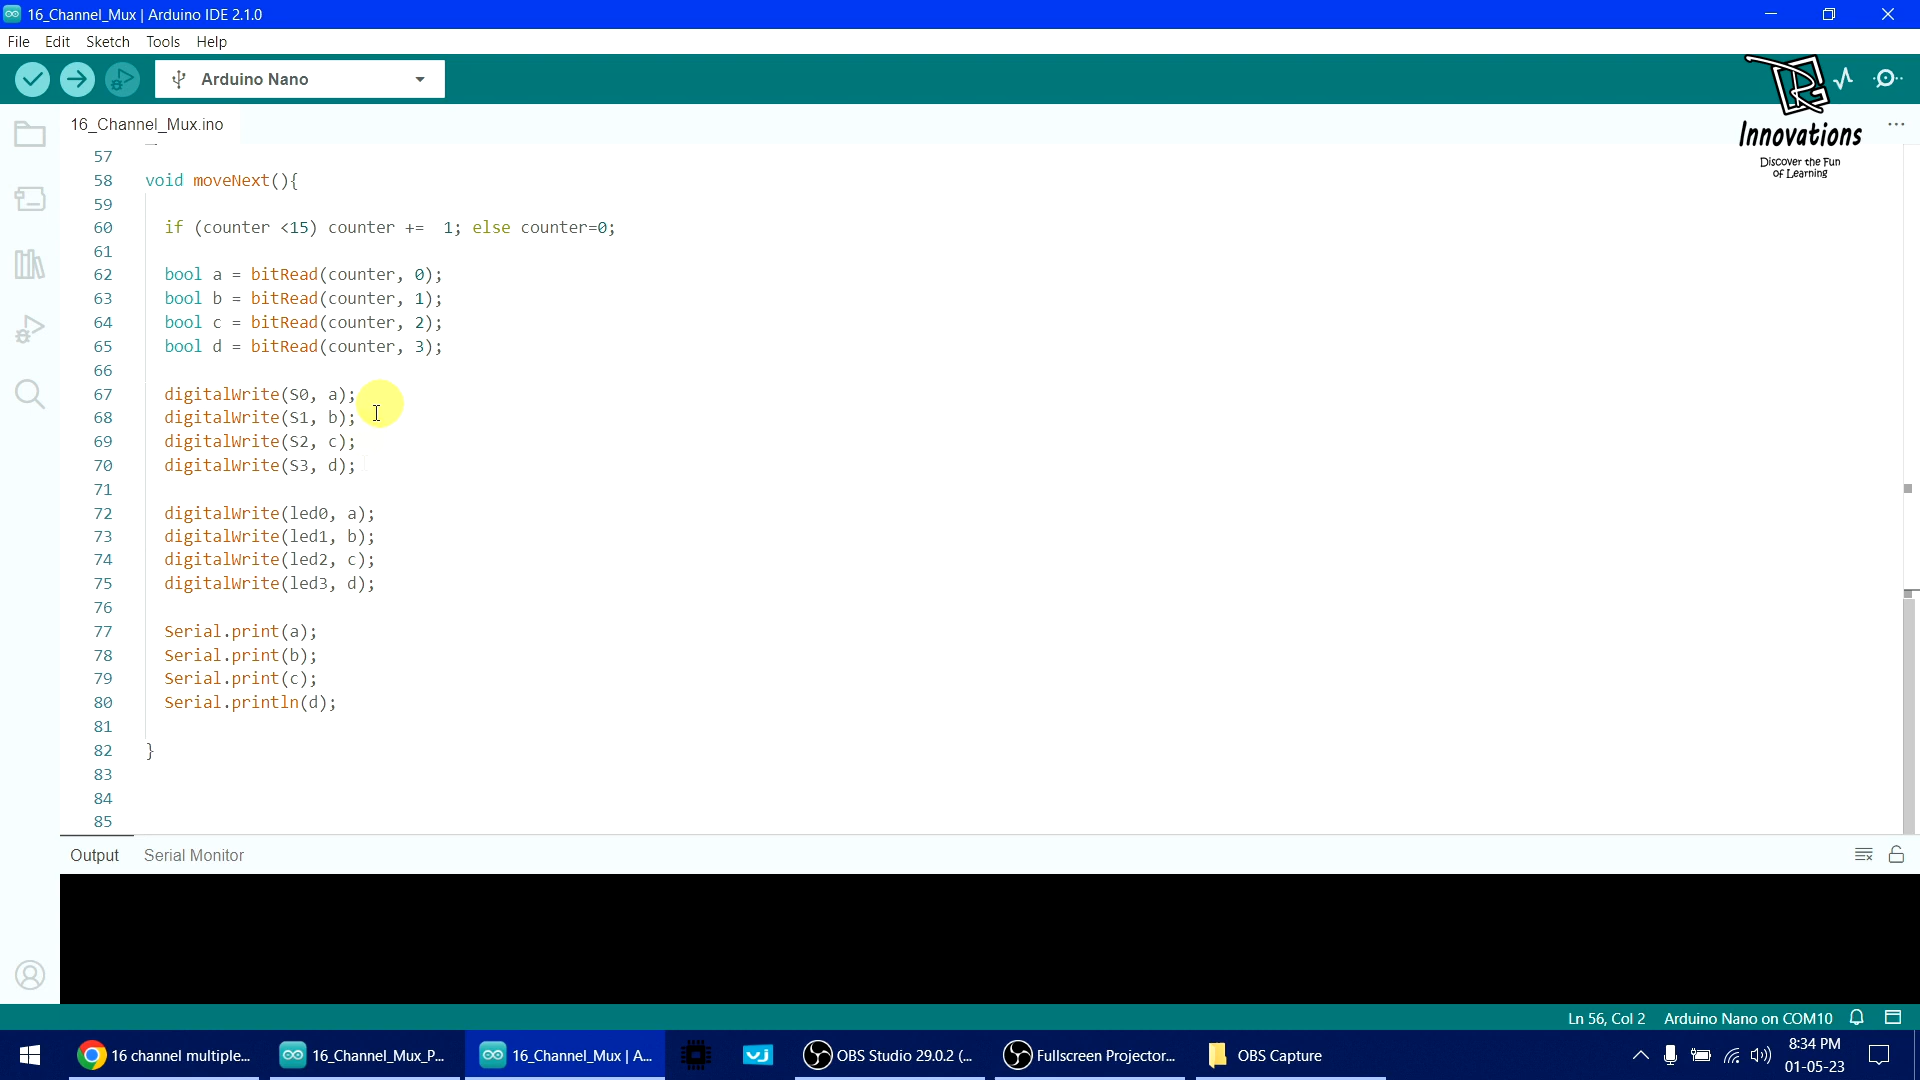 16_Channel_Mux | Arduino IDE 2.1.0
File Edit Sketch Tools Help
Arduino Nano
Innovations
Discover the Fun
of Learning
16_Channel_Mux.ino
57
58 void moveNext(){
59
60 if (counter <15) counter += 1; else counter=0;
61
62 bool a = bitRead(counter, 0);
63 bool b = bitRead(counter, 1);
64 bool c = bitRead(counter, 2);
65 bool d = bitRead(counter, 3);
66
67 digitalWrite(S0, a);
68 digitalWrite(S1, b);
69 digitalWrite(S2, c);
70 digitalWrite(S3, d);
71
72 digitalWrite(led0, a);
73 digitalWrite(led1, b);
74 digitalWrite(led2, c);
75 digitalWrite(led3, d);
76
77 Serial.print(a);
78 Serial.print(b);
79 Serial.print(c);
80 Serial.println(d);
81
82 }
83
84
85
Output Serial Monitor
Ln 56, Col 2 Arduino Nano on COM10
16 channel multiple... 16_Channel_Mux_P... 16_Channel_Mux | A... OBS Studio 29.0.2 (... Fullscreen Projector... OBS Capture
8:34 PM
01-05-23